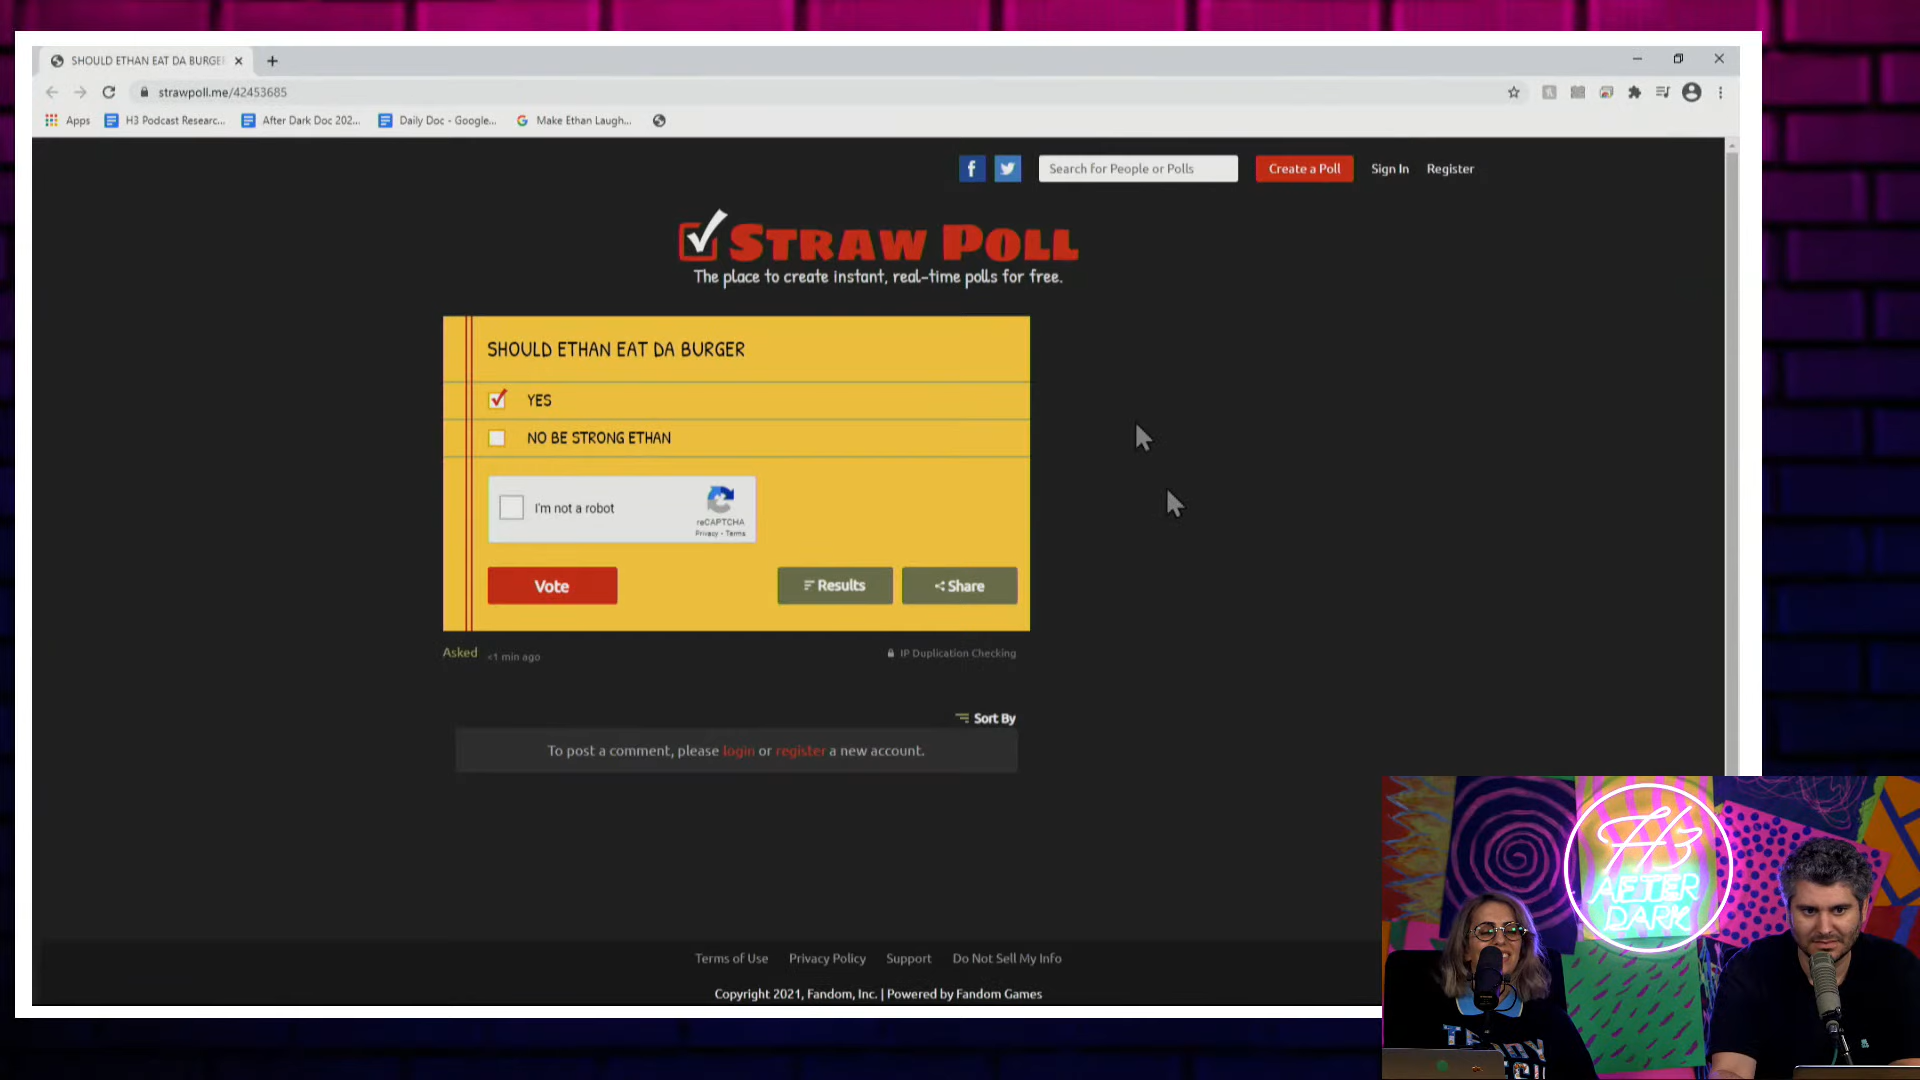 SHOULD ETHAN EAT DA BURGE
strawpoll.me/42453685
Apps H3 Podcast Researc... After Dark Doc 202... Daily Doc - Google... Make Ethan Laugh...
f Search for People or Polls Create a Poll Sign In Register
STRAW POLL
The place to create instant, real-time polls for free.
SHOULD ETHAN EAT DA BURGER
YES
NO BE STRONG ETHAN
I'm not a robot
reCAPTCHA
Privacy - Terms
Vote Results Share
Asked <1 min ago IP Duplication Checking
Sort By
To post a comment, please login or register a new account.
H3
AFTER
DARK
Terms of Use Privacy Policy Support Do Not Sell My Info
Copyright 2021, Fandom, Inc. | Powered by Fandom Games